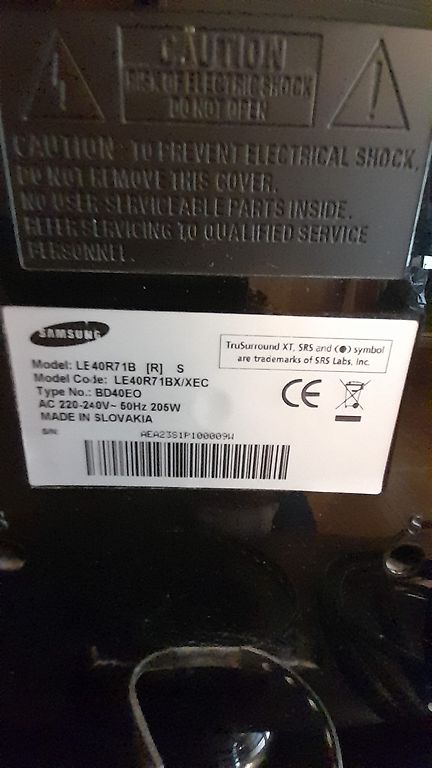 CAUTION
RISK OF ELECTRIC SHOCK
DO NOT OPEN
CAUTION : TO PREVENT ELECTRICAL SHOCK,
DO NOT REMOVE THIS COVER.
NO USER SERVICEABLE PARTS INSIDE.
REFER SERVICING TO QUALIFIED SERVICE
PERSONNEL.
SAMSUNG
TruSurround XT, SRS and (●) symbol
are trademarks of SRS Labs, Inc.
Model: LE40R71B [R] S
Model Code: LE40R71BX/XEC
Type No.: BD40EO
AC 220-240V~ 50Hz 205W
MADE IN SLOVAKIA
CE
S/N:
AEA23S1P100009W